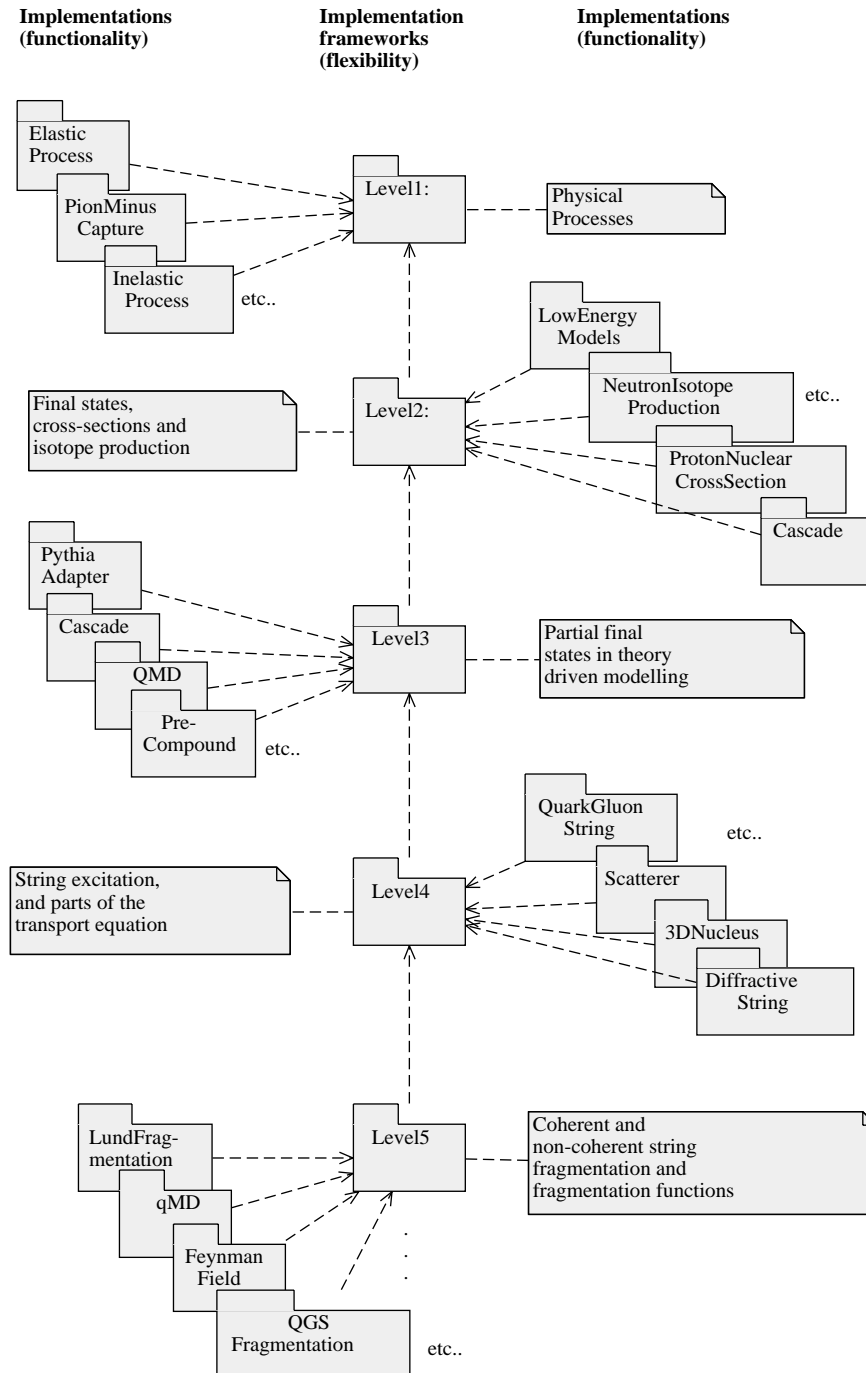 Implementations
(functionality)
Implementation
frameworks
(flexibility)
Implementations
(functionality)
Elastic
Process
PionMinus
Capture
Inelastic
Process
etc..
Level1:
Physical
Processes
LowEnergy
Models
NeutronIsotope
Production
etc..
ProtonNuclear
CrossSection
Cascade
Level2:
Final states,
cross-sections and
isotope production
Pythia
Adapter
Cascade
QMD
Pre-
Compound
etc..
Level3
Partial final
states in theory
driven modelling
QuarkGluon
String
etc..
Scatterer
3DNucleus
Diffractive
String
Level4
String excitation,
and parts of the
transport equation
LundFrag-
mentation
qMD
Feynman
Field
QGS
Fragmentation
etc..
Level5
Coherent and
non-coherent string
fragmentation and
fragmentation functions